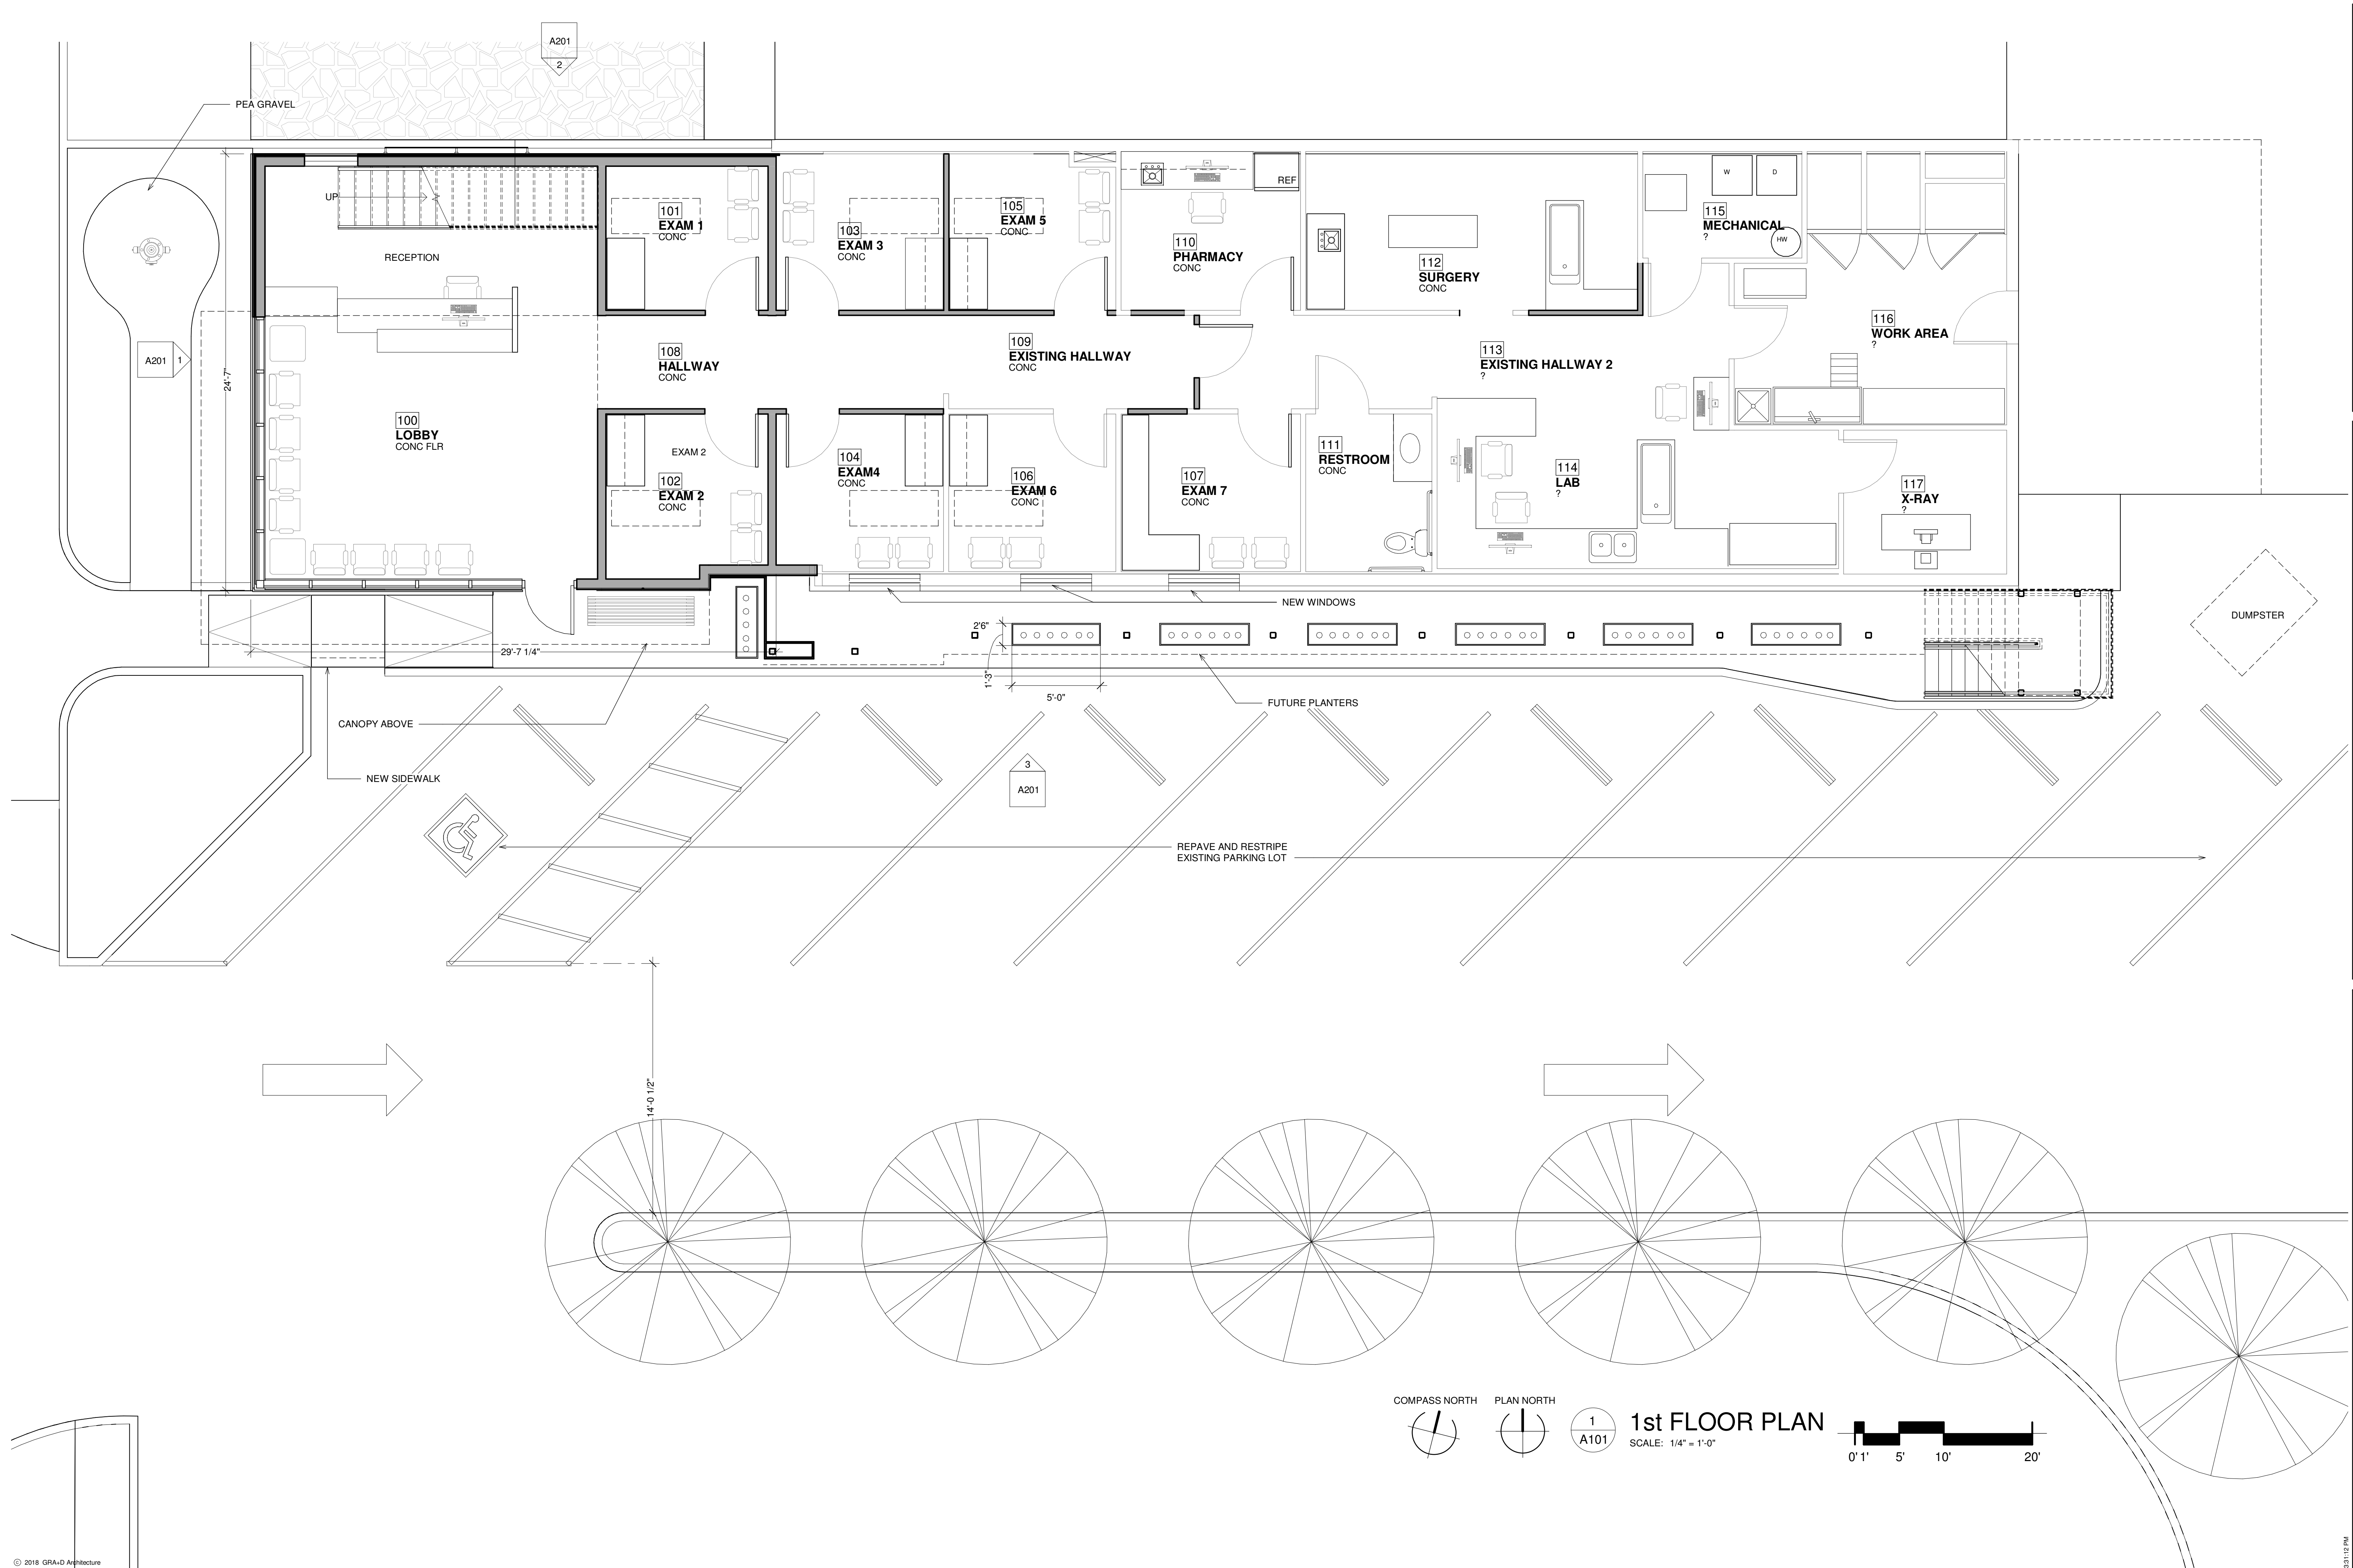 A201
2
PEA GRAVEL
UP
RECEPTION
101
EXAM 1
CONC
103
EXAM 3
CONC
105
EXAM 5
CONC
110
PHARMACY
CONC
REF
112
SURGERY
CONC
W
D
115
MECHANICAL
?
HW
116
WORK AREA
?
A201
1
24'-7"
108
HALLWAY
CONC
109
EXISTING HALLWAY
CONC
113
EXISTING HALLWAY 2
?
100
LOBBY
CONC FLR
EXAM 2
102
EXAM 2
CONC
104
EXAM4
CONC
106
EXAM 6
CONC
107
EXAM 7
CONC
111
RESTROOM
CONC
114
LAB
?
117
X-RAY
?
NEW WINDOWS
DUMPSTER
2'6"
29'-7 1/4"
1'-3"
5'-0"
FUTURE PLANTERS
CANOPY ABOVE
NEW SIDEWALK
3
A201
REPAVE AND RESTRIPE
EXISTING PARKING LOT
14'-0 1/2"
COMPASS NORTH
PLAN NORTH
1
A101
1st FLOOR PLAN
SCALE: 1/4" = 1'-0"
0' 1' 5' 10' 20'
© 2018 GRA+D Architecture
3:31:12 PM